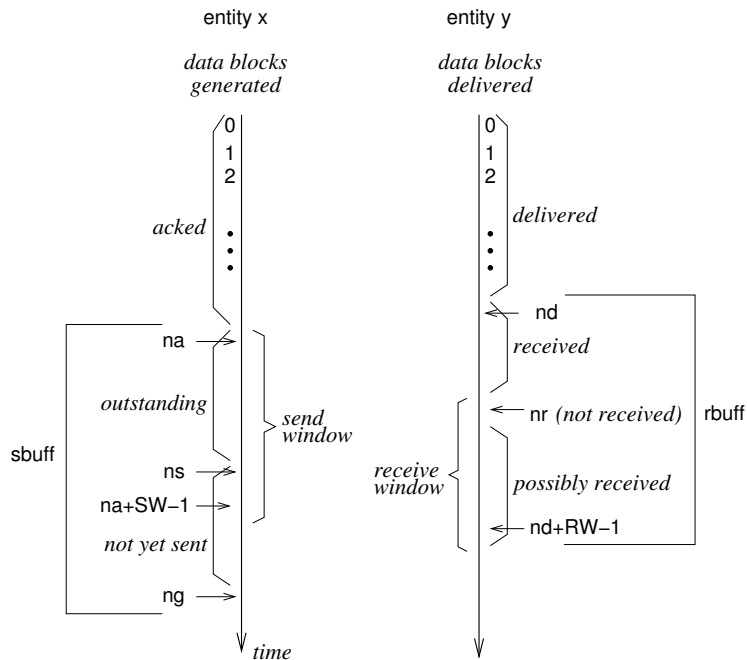 entity x
data blocks
generated
0
1
2
acked
na
outstanding
send
window
sbuff
ns
na+SW−1
not yet sent
ng
time
entity y
data blocks
delivered
0
1
2
delivered
nd
received
nr (not received)
rbuff
receive
window
possibly received
nd+RW−1